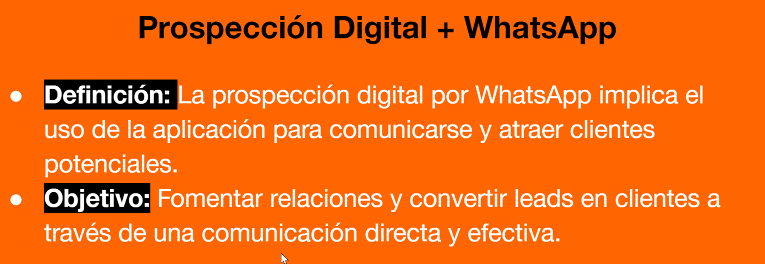 Prospección Digital + WhatsApp
● Definición: La prospección digital por WhatsApp implica el
uso de la aplicación para comunicarse y atraer clientes
potenciales.
● Objetivo: Fomentar relaciones y convertir leads en clientes a
través de una comunicación directa y efectiva.